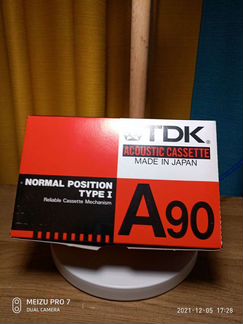 TDK®
ACOUSTIC CASSETTE
MADE IN JAPAN
NORMAL POSITION
TYPE I
Reliable Cassette Mechanism
A90
MEIZU PRO 7
DUAL CAMERA
2021-12-05 17:28